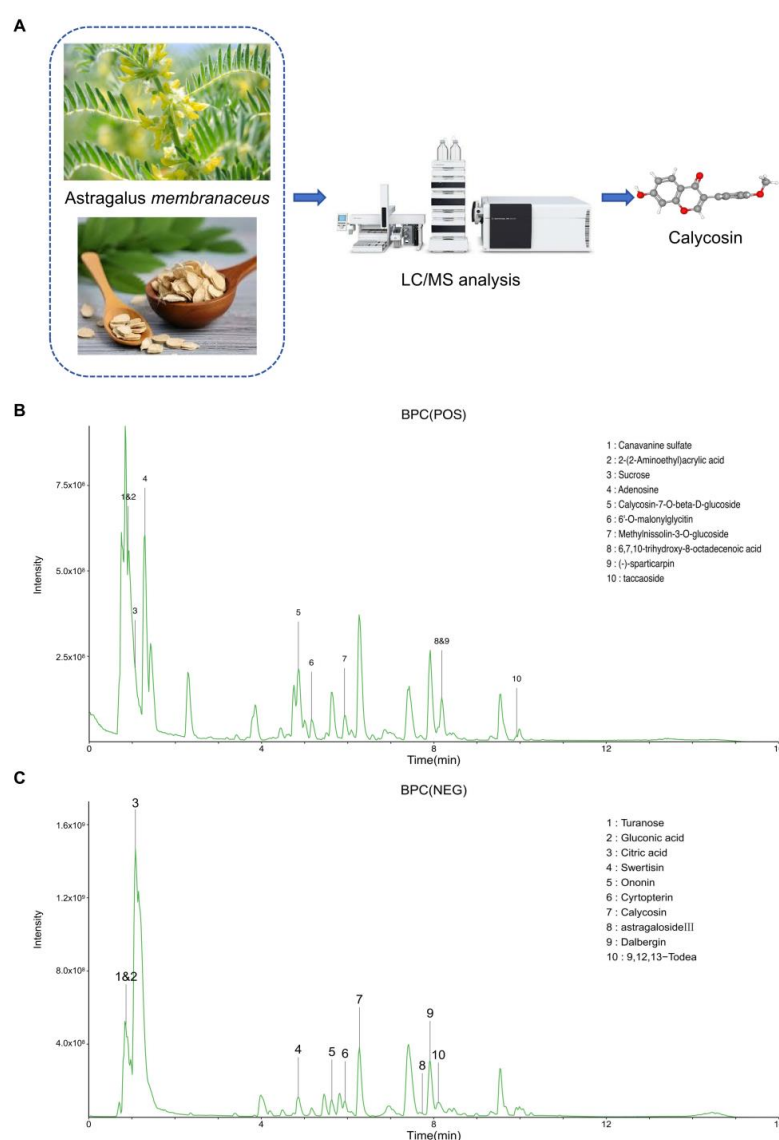 A
Astragalus membranaceus
LC/MS analysis
Calycosin
B
BPC(POS)
1 : Canavanine sulfate
2 : 2-(2-Aminoethyl)acrylic acid
3 : Sucrose
4 : Adenosine
5 : Calycosin-7-O-beta-D-glucoside
6 : 6'-O-malonylglycitin
7 : Methylnissolin-3-O-glucoside
8 : 6,7,10-trihydroxy-8-octadecenoic acid
9 : (-)-sparticarpin
10 : taccaoside
7.5x10⁸
5.0x10⁸
2.5x10⁸
Intensity
1&2
4
3
5
6
7
8&9
10
0
4
8
12
16
Time(min)
C
BPC(NEG)
1 : Turanose
2 : Gluconic acid
3 : Citric acid
4 : Swertisin
5 : Ononin
6 : Cyrtopterin
7 : Calycosin
8 : astragalosideⅢ
9 : Dalbergin
10 : 9,12,13−Todea
1.6x10⁹
1.2x10⁹
8.0x10⁸
4.0x10⁸
Intensity
3
1&2
4
5
6
7
8
9
10
0
4
8
12
Time(min)